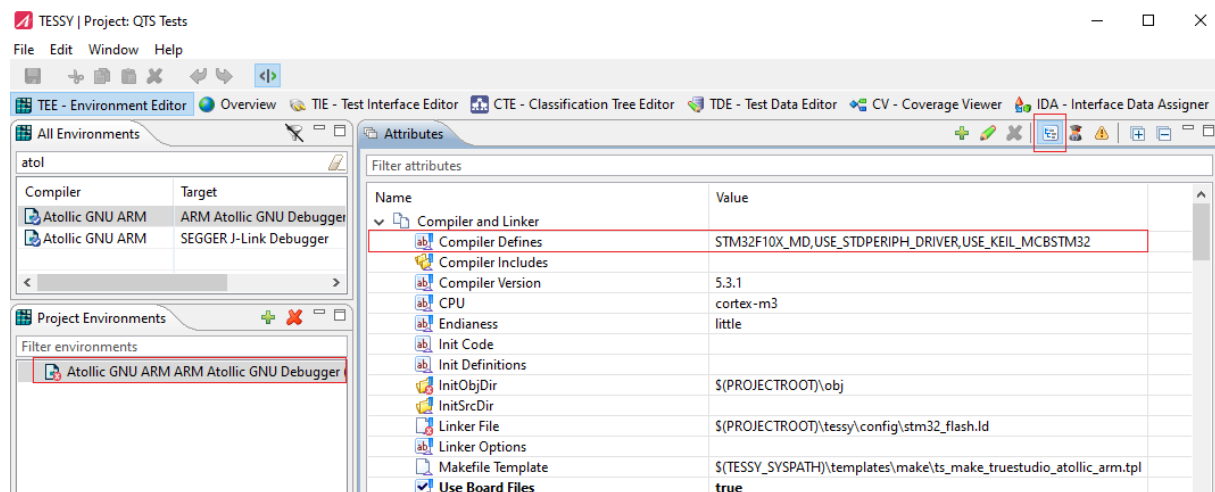 TESSY | Project: QTS Tests
File Edit Window Help
TEE - Environment Editor Overview TIE - Test Interface Editor CTE - Classification Tree Editor TDE - Test Data Editor CV - Coverage Viewer IDA - Interface Data Assigner
All Environments
atol
Compiler Target
Atollic GNU ARM ARM Atollic GNU Debugger
Atollic GNU ARM SEGGER J-Link Debugger
Project Environments
Filter environments
Atollic GNU ARM ARM Atollic GNU Debugger (
Attributes
Filter attributes
Name Value
Compiler and Linker
Compiler Defines STM32F10X_MD,USE_STDPERIPH_DRIVER,USE_KEIL_MCBSTM32
Compiler Includes
Compiler Version 5.3.1
CPU cortex-m3
Endianess little
Init Code
Init Definitions
InitObjDir $(PROJECTROOT)\obj
InitSrcDir
Linker File $(PROJECTROOT)\tessy\config\stm32_flash.ld
Linker Options
Makefile Template $(TESSY_SYSPATH)\templates\make\ts_make_truestudio_atollic_arm.tpl
Use Board Files true